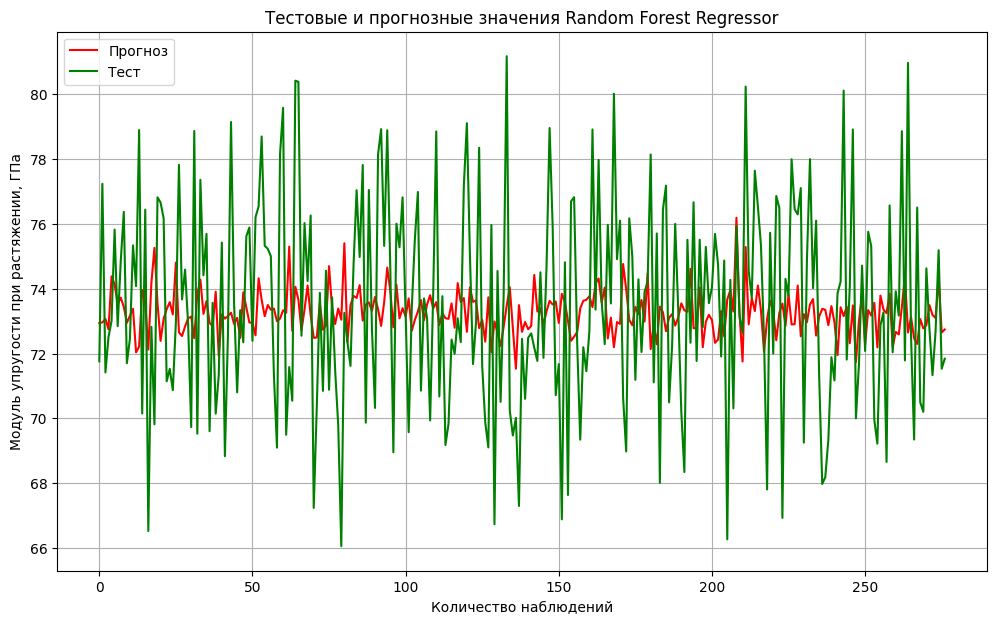 Тестовые и прогнозные значения Random Forest Regressor
Прогноз
Тест
Модуль упругости при растяжении, ГПа
80
78
76
74
72
70
68
66
0
50
100
150
200
250
Количество наблюдений